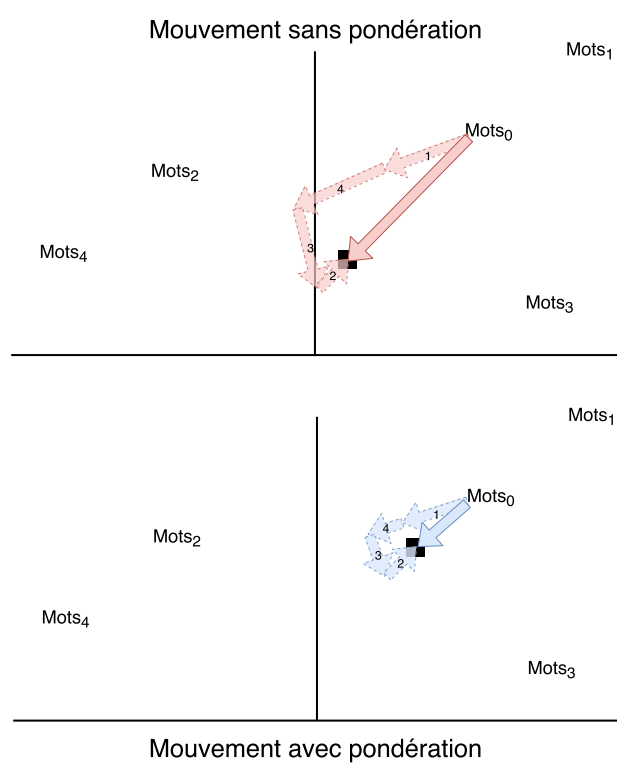 Mouvement sans pondération
Mots1
Mots0
1
Mots2
4
3
Mots4
2
Mots3
Mots1
Mots0
1
4
Mots2
3
2
Mots4
Mots3
Mouvement avec pondération